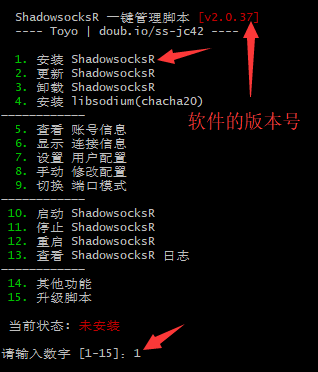 ShadowsocksR 一键管理脚本 [v2.0.37]
---- Toyo | doub.io/ss-jc42 ----
1. 安装 ShadowsocksR
2. 更新 ShadowsocksR
3. 卸载 ShadowsocksR
4. 安装 libsodium(chacha20)
软件的版本号
————————————
5. 查看 账号信息
6. 显示 连接信息
7. 设置 用户配置
8. 手动 修改配置
9. 切换 端口模式
————————————
10. 启动 ShadowsocksR
11. 停止 ShadowsocksR
12. 重启 ShadowsocksR
13. 查看 ShadowsocksR 日志
————————————
14. 其他功能
15. 升级脚本
当前状态: 未安装
请输入数字 [1-15]: 1